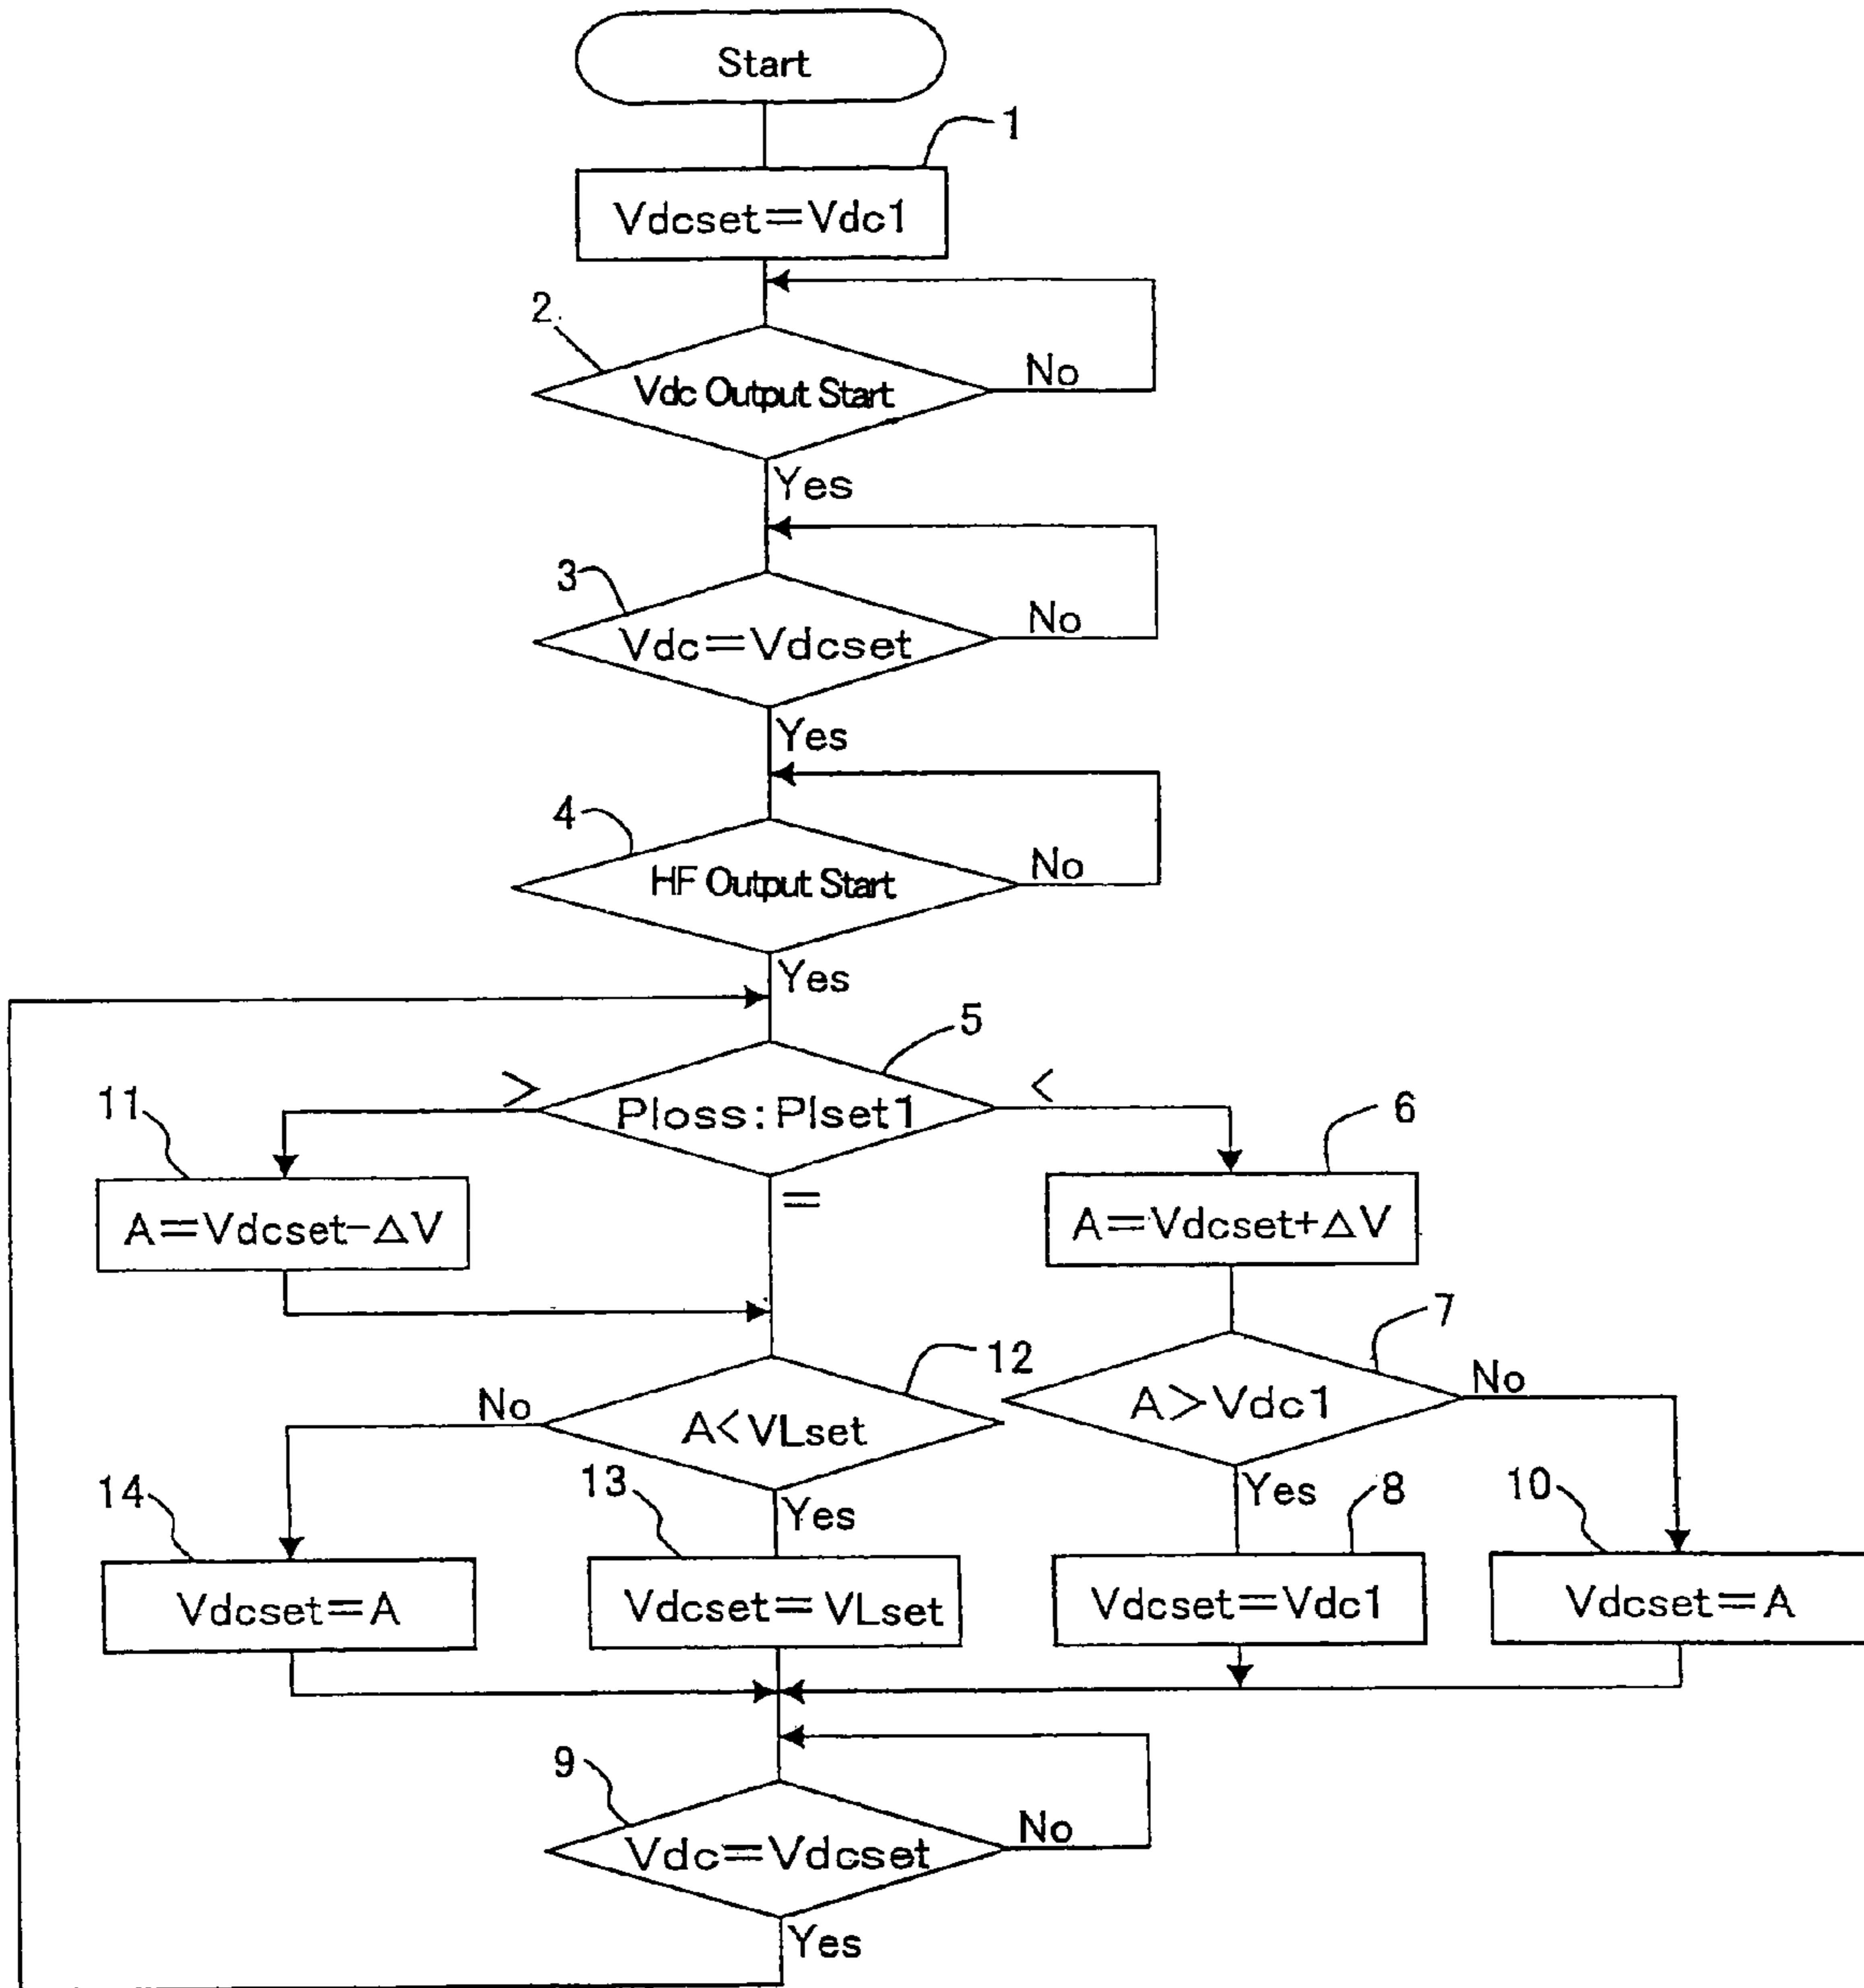 Start
1
Vdcset=Vdc1
2.
Vdc Output Start
No
Yes
3
Vdc=Vdcset
No
Yes
4
HF Output Start
No
Yes
5
> <
Ploss:Plset1
11
6
=
A=Vdcset-△V
A=Vdcset+△V
7
12
No
A<VLset
A>Vdc1
No
14
13
Yes
Yes
8
10
Vdcset=A
Vdcset=VLset
Vdcset=Vdc1
Vdcset=A
9
Vdc=Vdcset
No
Yes